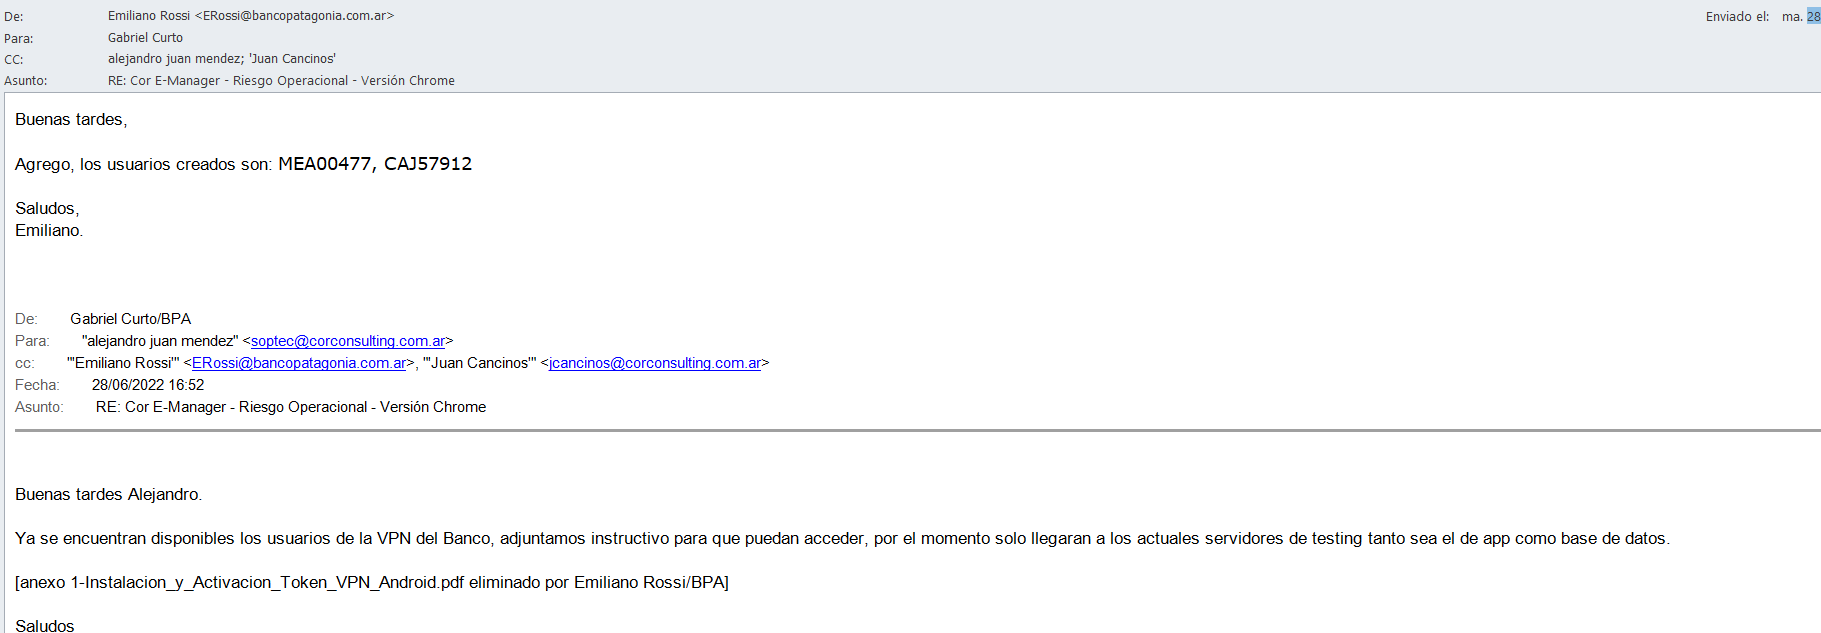 De: Emiliano Rossi <ERossi@bancopatagonia.com.ar> Enviado el: ma. 28
Para: Gabriel Curto
CC: alejandro juan mendez; 'Juan Cancinos'
Asunto: RE: Cor E-Manager - Riesgo Operacional - Versión Chrome
Buenas tardes,
Agrego, los usuarios creados son: MEA00477, CAJ57912
Saludos,
Emiliano.
De: Gabriel Curto/BPA
Para: "alejandro juan mendez" <soptec@corconsulting.com.ar>
cc: "'Emiliano Rossi'" <ERossi@bancopatagonia.com.ar>, "'Juan Cancinos'" <jcancinos@corconsulting.com.ar>
Fecha: 28/06/2022 16:52
Asunto: RE: Cor E-Manager - Riesgo Operacional - Versión Chrome
Buenas tardes Alejandro.
Ya se encuentran disponibles los usuarios de la VPN del Banco, adjuntamos instructivo para que puedan acceder, por el momento solo llegaran a los actuales servidores de testing tanto sea el de app como base de datos.
[anexo 1-Instalacion_y_Activacion_Token_VPN_Android.pdf eliminado por Emiliano Rossi/BPA]
Saludos